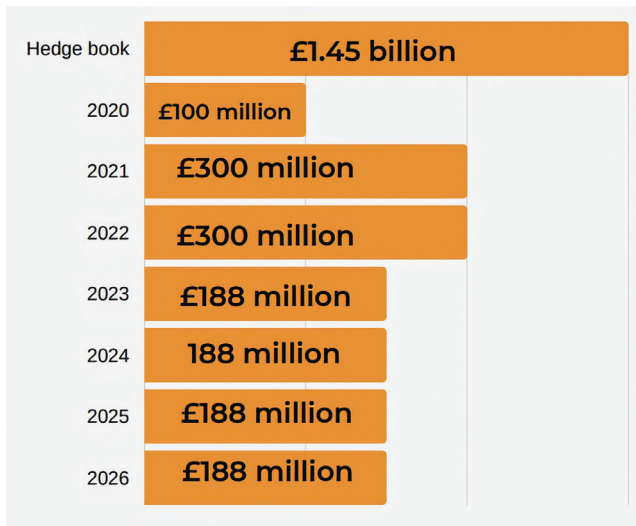 Hedge book £1.45 billion
2020 £100 million
2021 £300 million
2022 £300 million
2023 £188 million
2024 188 million
2025 £188 million
2026 £188 million